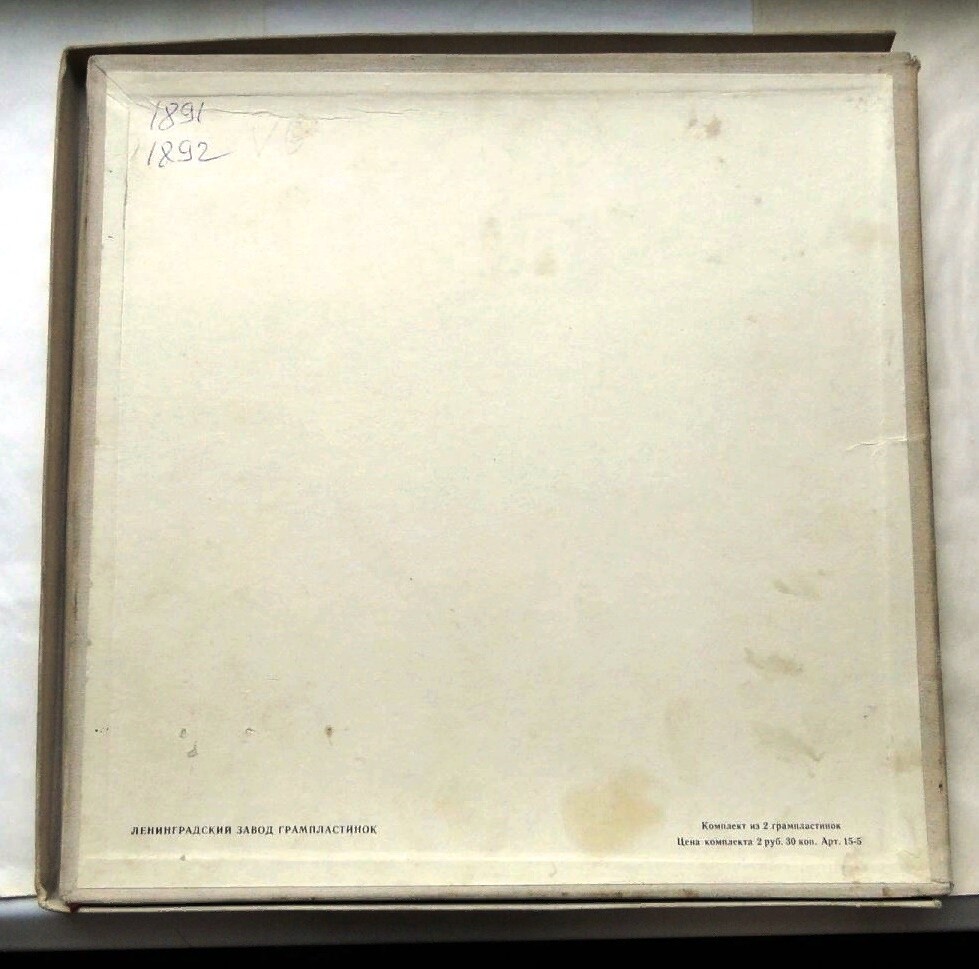 1891
1892
ЛЕНИНГРАДСКИЙ ЗАВОД ГРАМПЛАСТИНОК
Комплект из 2 грампластинок
Цена комплекта 2 руб. 30 коп. Арт. 15-5